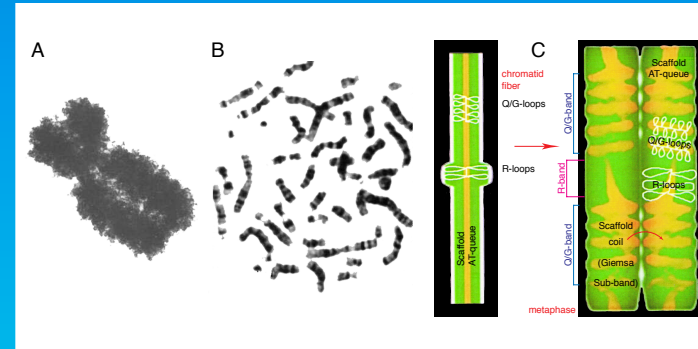 A
B
C
chromatid
fiber
Q/G-loops
R-loops
Scaffold
AT-queue
Q/G-band
R-band
Q/G-band
metaphase
Scaffold
AT-queue
Q/G-loops
R-loops
Scaffold
coil
(Giemsa
Sub-band)